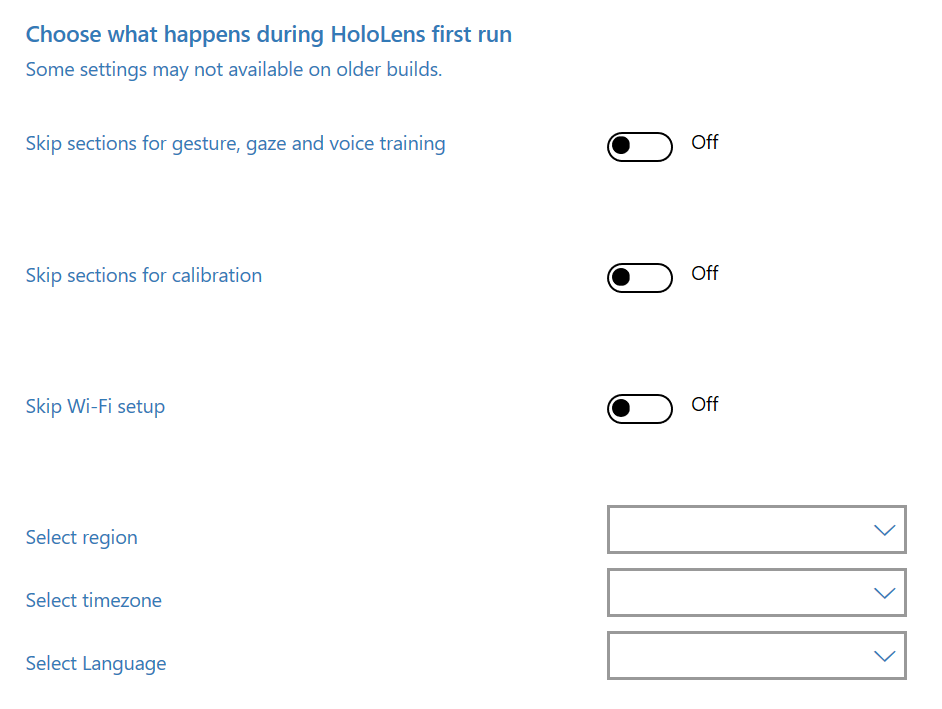 Choose what happens during HoloLens first run
Some settings may not available on older builds.
Skip sections for gesture, gaze and voice training Off
Skip sections for calibration Off
Skip Wi-Fi setup Off
Select region
Select timezone
Select Language